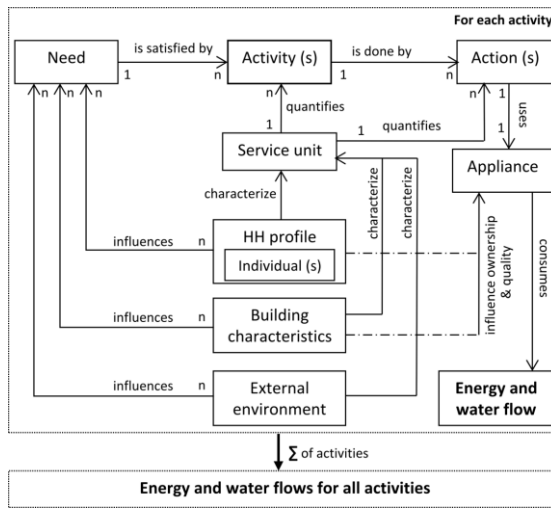 For each activity
Need
is satisfied by
Activity (s)
is done by
Action (s)
1
n
1
n
n
n
n
n
1
quantifies
1
quantifies
n
1
uses
1
Service unit
Appliance
characterize
characterize
characterize
HH profile
Individual (s)
influences
n
influence ownership
& quality
consumes
Building
characteristics
influences
n
External
environment
influences
n
Energy and
water flow
∑ of activities
Energy and water flows for all activities